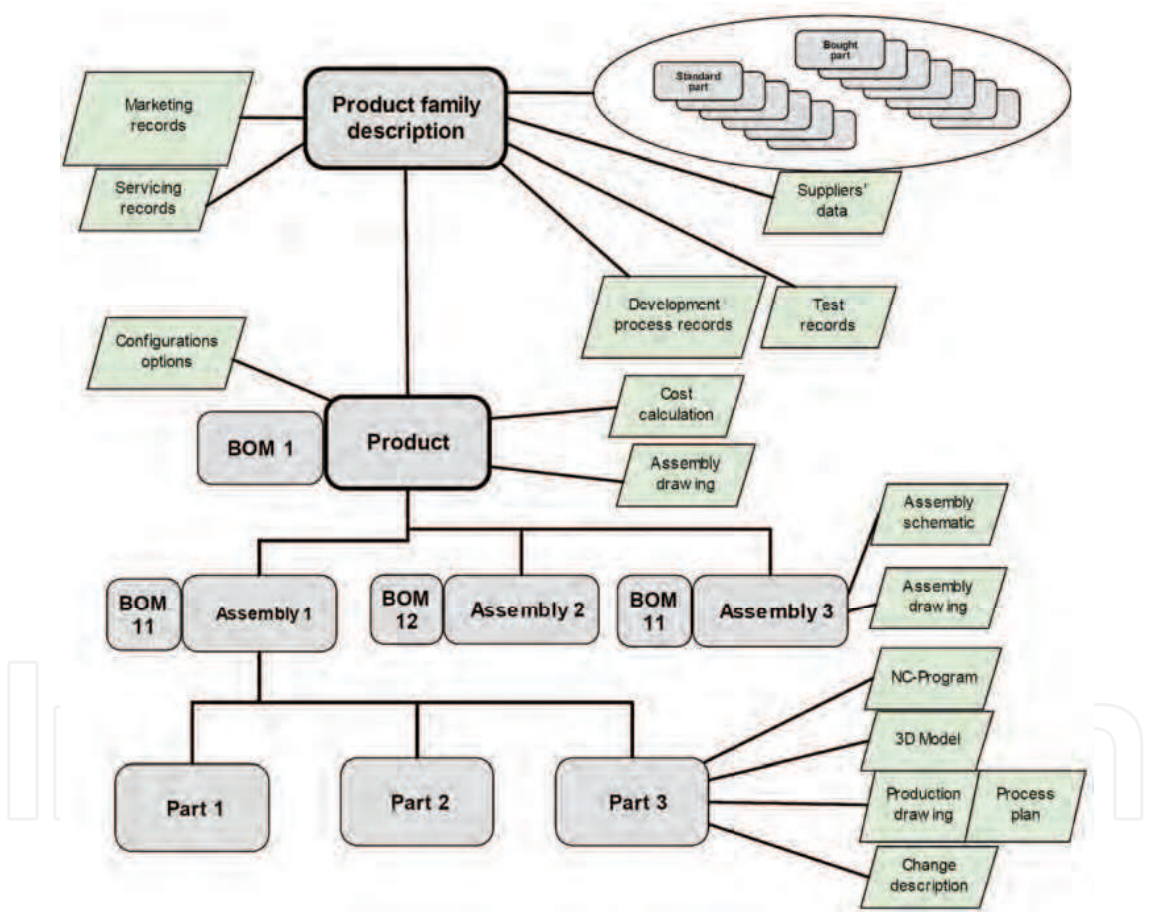 Bought
part
Standard
part
Marketing
records
Product family
description
Servicing
records
Suppliers'
data
Development
process records
Test
records
Configurations
options
Cost
calculation
BOM 1
Product
Assembly
drawing
Assembly
schematic
BOM
11
Assembly 1
BOM
12
Assembly 2
BOM
11
Assembly 3
Assembly
drawing
NC-Program
3D Model
Part 1
Part 2
Part 3
Production
drawing
Process
plan
Change
description